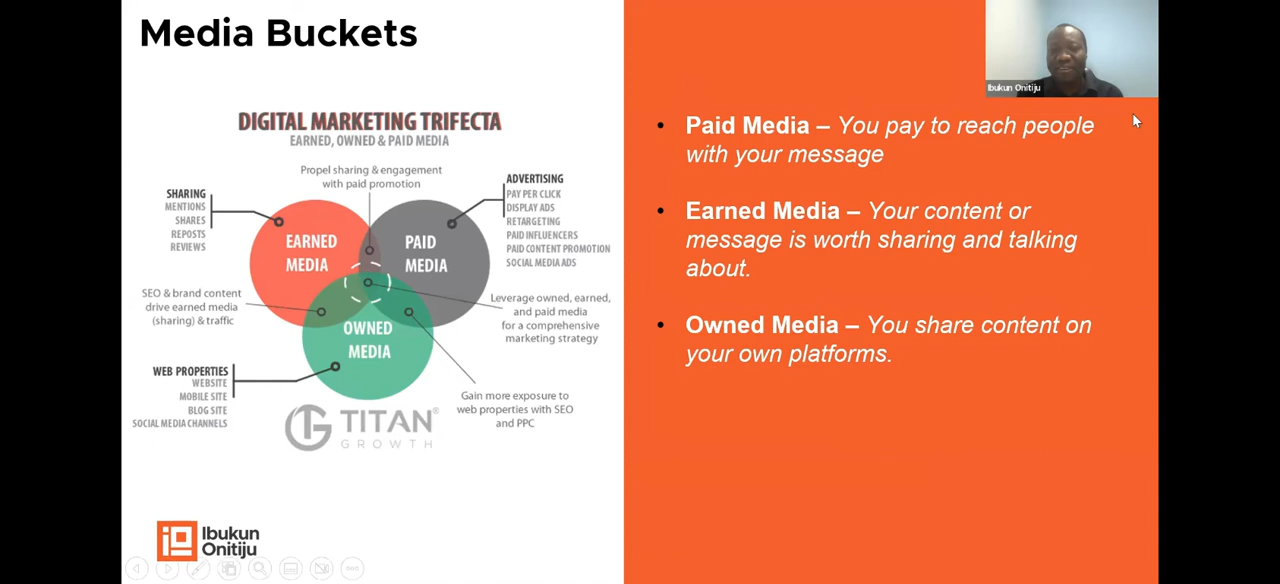 Media Buckets
DIGITAL MARKETING TRIFECTA
EARNED, OWNED & PAID MEDIA
Propel sharing & engagement
with paid promotion
SHARING
MENTIONS
SHARES
REPOSTS
REVIEWS
ADVERTISING
PAY PER CLICK
DISPLAY ADS
RETARGETING
PAID INFLUENCERS
PAID CONTENT PROMOTION
SOCIAL MEDIA ADS
EARNED
MEDIA
PAID
MEDIA
SEO & brand content
drive earned media
(sharing) & traffic
Leverage owned, earned,
and paid media
for a comprehensive
marketing strategy
OWNED
MEDIA
WEB PROPERTIES
WEBSITE
MOBILE SITE
BLOG SITE
SOCIAL MEDIA CHANNELS
Gain more exposure to
web properties with SEO
and PPC
TG TITAN®
GROWTH
Ibukun
Onitiju
Ibukun Onitiju
• Paid Media – You pay to reach people
with your message
• Earned Media – Your content or
message is worth sharing and talking
about.
• Owned Media – You share content on
your own platforms.